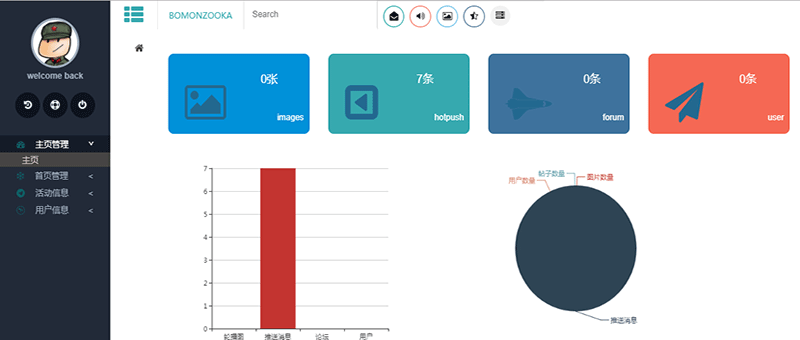 BOMONZOOKA
Search
welcome back
主页管理
主页
首页管理
活动信息
用户信息
0张
images
7条
hotpush
0条
forum
0条
user
7
6
5
4
3
2
1
0
轮播图
推送消息
论坛
用户
帖子数量
图片数量
用户数量
推送消息